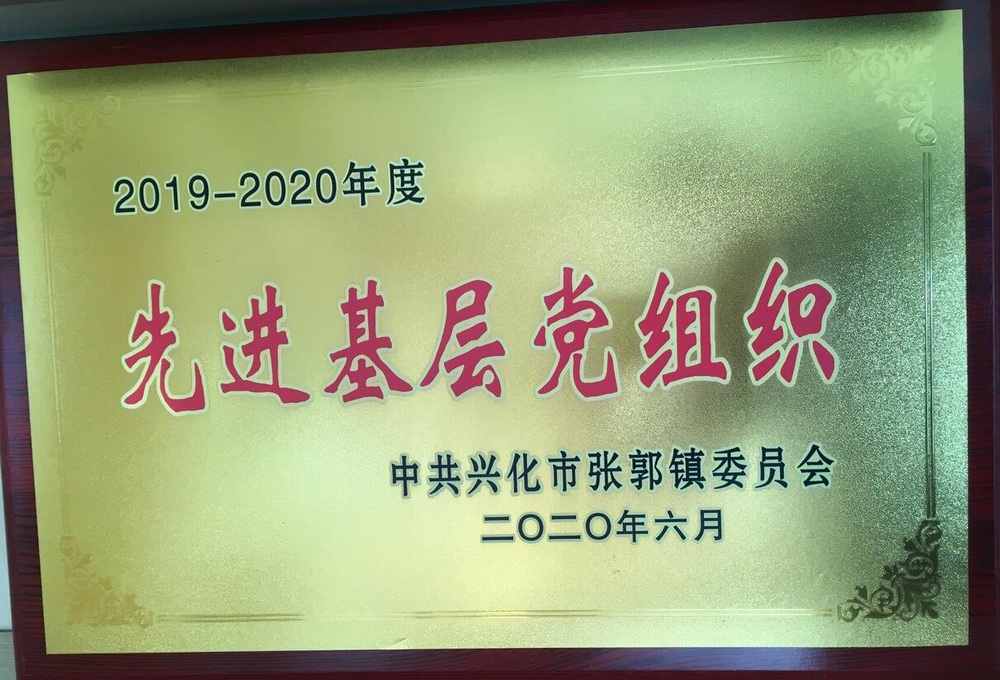 2019-2020年度
先进基层党组织
中共兴化市张郭镇委员会
二〇二〇年六月